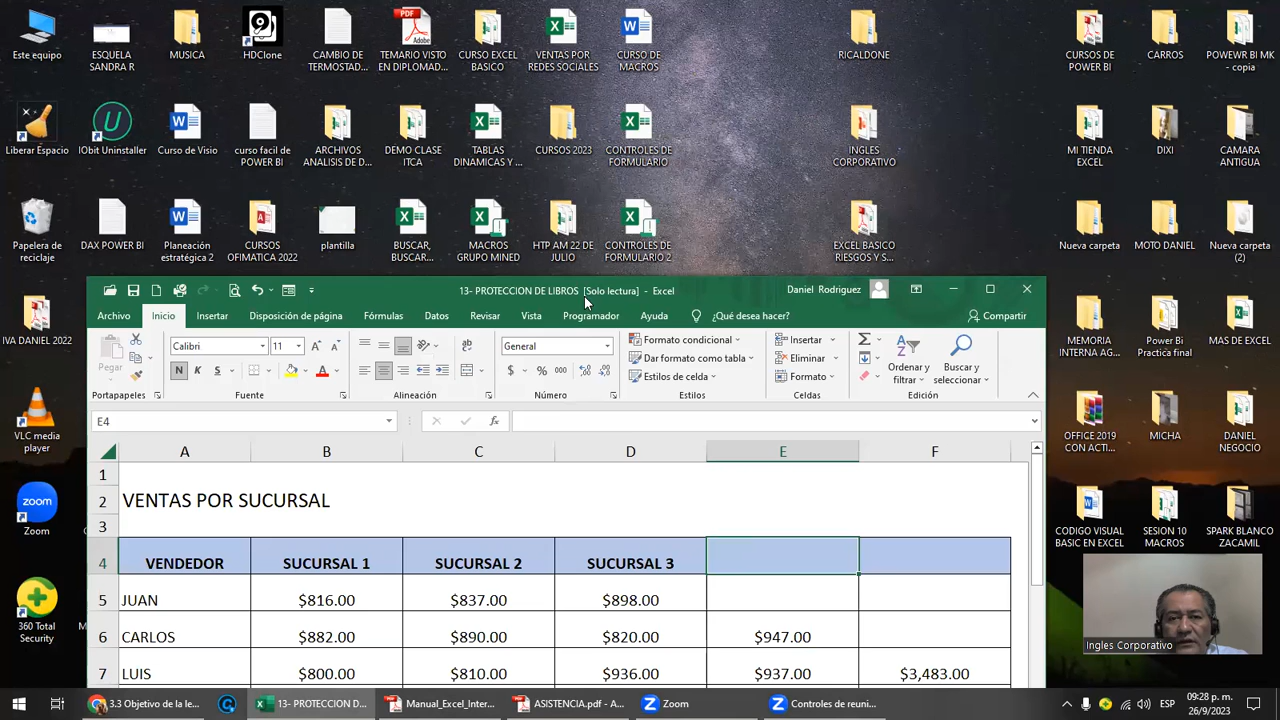 Este equipo
ESCUELA
SANDRA R
MUSICA
HDClone
CAMBIO DE
TERMOSTAD...
TEMARIO VISTO
EN DIPLOMAD...
CURSO EXCEL
BASICO
VENTAS POR
REDES SOCIALES
CURSO DE
MACROS
RICALDONE
CURSOS DE
POWER BI
CARROS
POWEWR BI MK
- copia
Liberar Espacio
IObit Uninstaller
Curso de Visio
curso facil de
POWER BI
ARCHIVOS
ANALISIS DE D...
DEMO CLASE
ITCA
TABLAS
DINAMICAS Y ...
CURSOS 2023
CONTROLES DE
FORMULARIO
INGLES
CORPORATIVO
MI TIENDA
EXCEL
DIXI
CAMARA
ANTIGUA
Papelera de
reciclaje
DAX POWER BI
Planeación
estratégica 2
CURSOS
OFIMATICA 2022
plantilla
BUSCAR,
BUSCAR...
MACROS
GRUPO MINED
HTP AM 22 DE
JULIO
CONTROLES DE
FORMULARIO 2
EXCEL BASICO
RIESGOS Y S...
Nueva carpeta
MOTO DANIEL
Nueva carpeta
(2)
IVA DANIEL 2022
VLC media
player
Zoom
360 Total
Security
MEMORIA
INTERNA AG...
Power Bi
Practica final
MAS DE EXCEL
OFFICE 2019
CON ACTI...
MICHA
DANIEL
NEGOCIO
CODIGO VISUAL
BASIC EN EXCEL
SESION 10
MACROS
SPARK BLANCO
ZACAMIL
13- PROTECCION DE LIBROS [Solo lectura] - Excel
Daniel Rodriguez
Archivo Inicio Insertar Disposición de página Fórmulas Datos Revisar Vista Programador Ayuda ¿Qué desea hacer? Compartir
Pegar
Calibri 11
N K S
General
$ % 000
Formato condicional
Dar formato como tabla
Estilos de celda
Insertar
Eliminar
Formato
Ordenar y
filtrar
Buscar y
seleccionar
Portapapeles Fuente Alineación Número Estilos Celdas Edición
E4 fx
A B C D E F
1
2 VENTAS POR SUCURSAL
3
4 VENDEDOR SUCURSAL 1 SUCURSAL 2 SUCURSAL 3
5 JUAN $816.00 $837.00 $898.00
6 CARLOS $882.00 $890.00 $820.00 $947.00
7 LUIS $800.00 $810.00 $936.00 $937.00 $3,483.00
Ingles Corporativo
3.3 Objetivo de la le... 13- PROTECCION D... Manual_Excel_Inter... ASISTENCIA.pdf - A... Zoom Controles de reuni... ESP
09:28 p. m.
26/9/2023